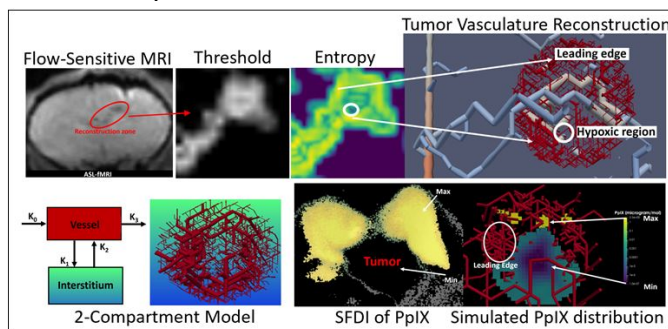 Tumor Vasculature Reconstruction
Flow-Sensitive MRI
Threshold
Entropy
Leading edge
Hypoxic region
Reconstruction zone
ASL-fMRI
K₀
Vessel
K₃
K₁
K₂
Interstitium
2-Compartment Model
Max
Tumor
Min
SFDI of PpIX
Leading Edge
Max
Min
Simulated PpIX distribution